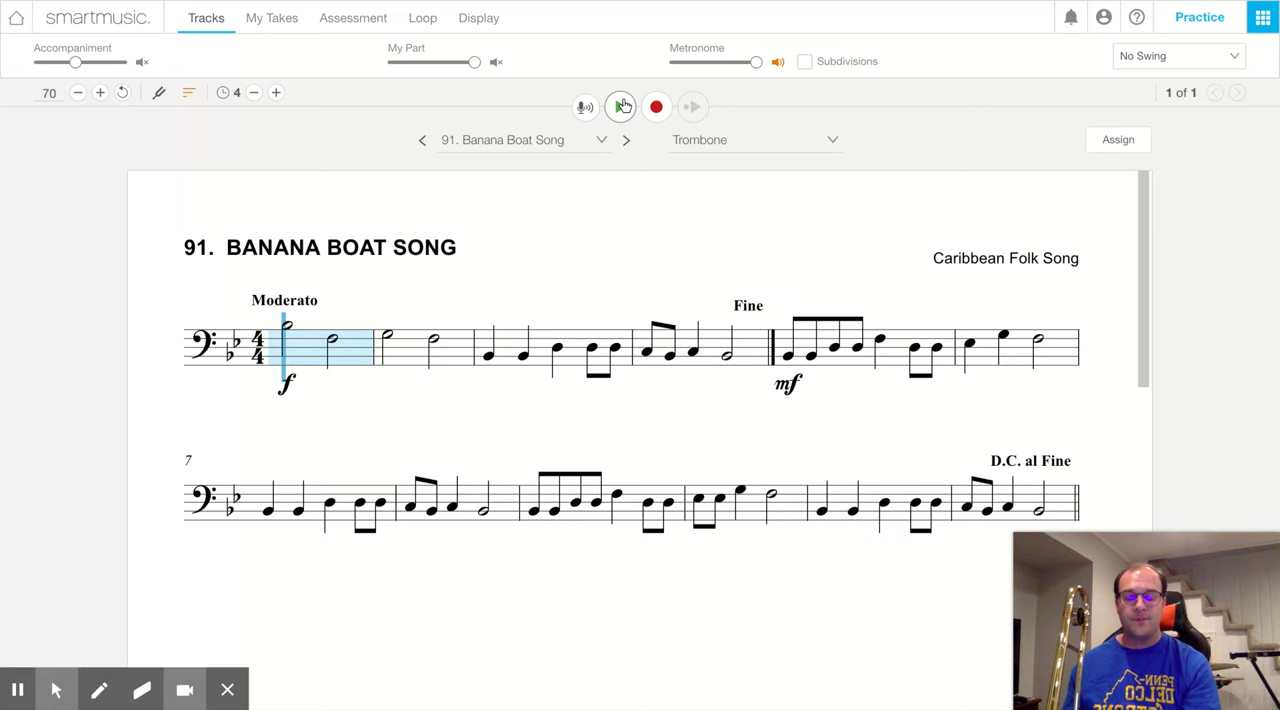 smartmusic. Tracks My Takes Assessment Loop Display Practice
Accompaniment My Part Metronome Subdivisions No Swing
70 4 1 of 1
91. Banana Boat Song Trombone Assign
91. BANANA BOAT SONG
Caribbean Folk Song
Moderato Fine
f mf
7 D.C. al Fine
PENN-
DELCO